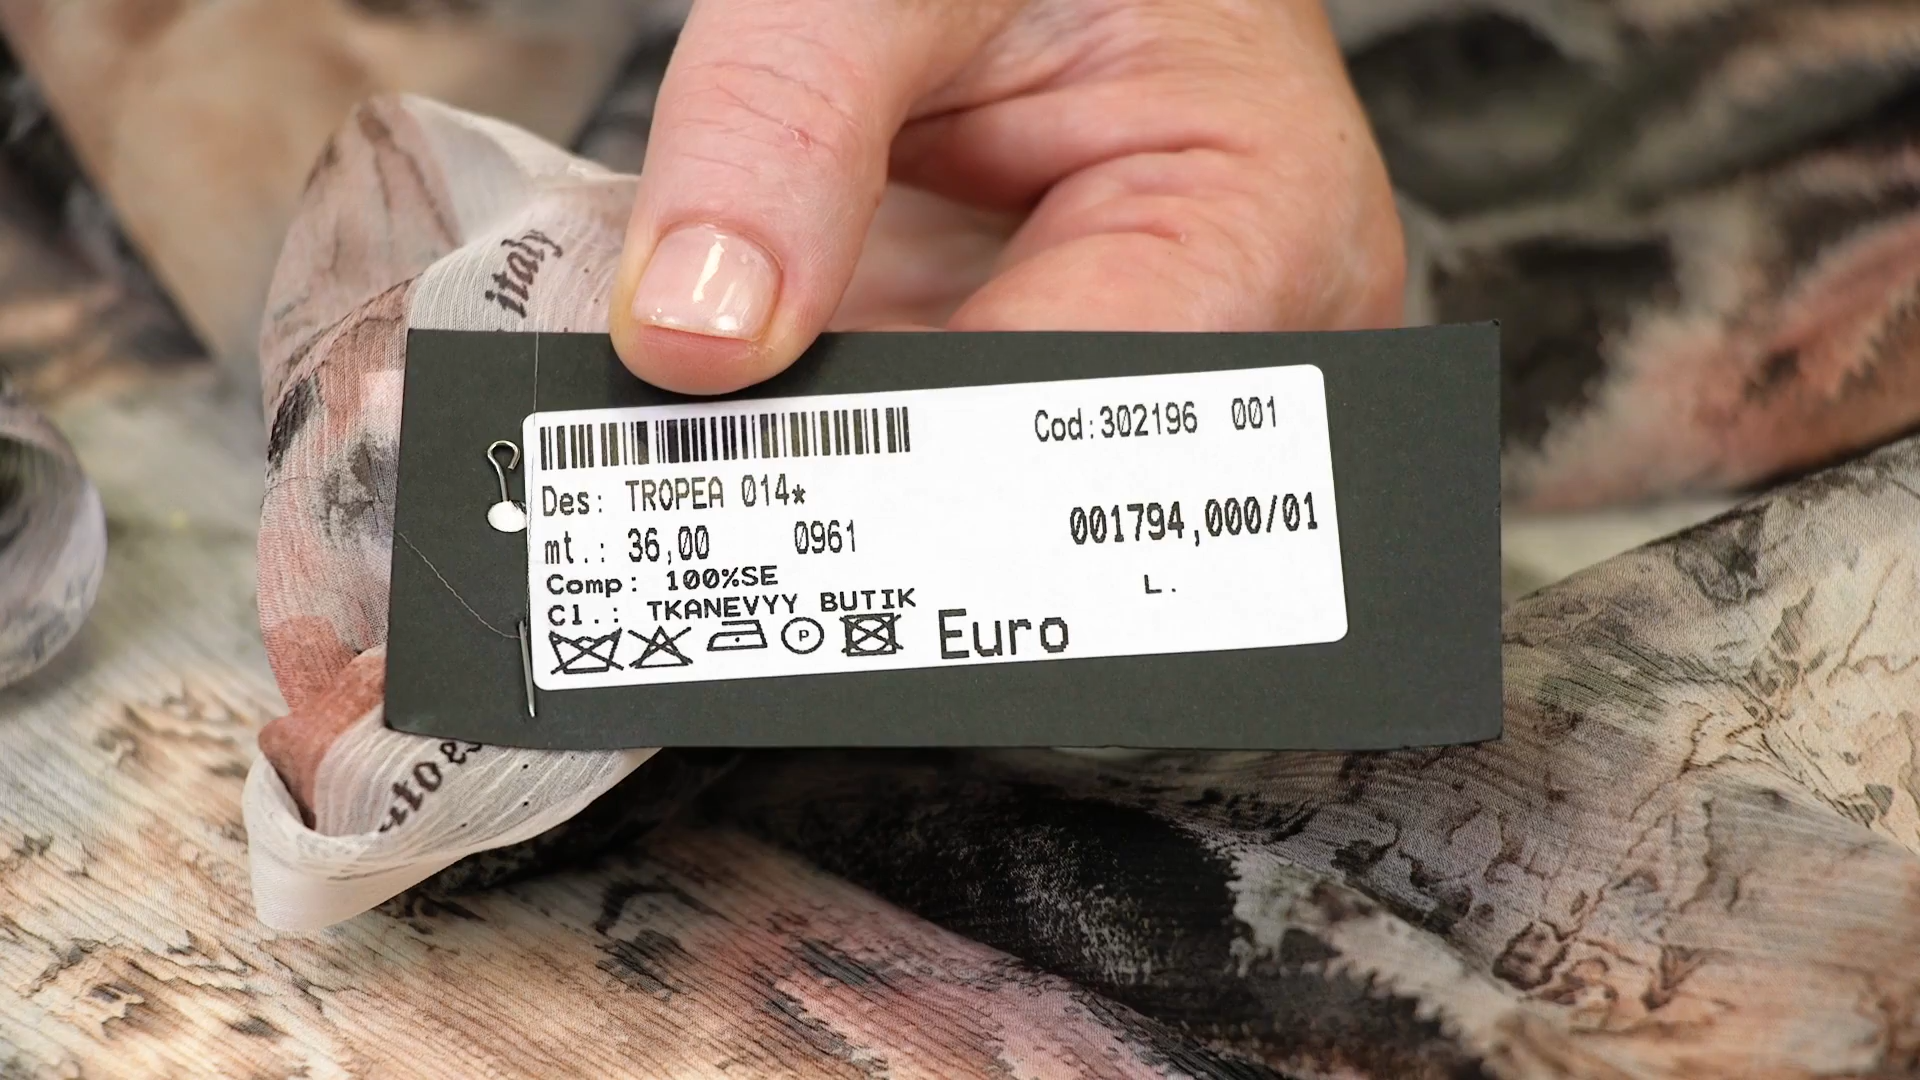 italy
Cod:302196 001
Des: TROPEA 014*
mt.: 36,00 0961
001794,000/01
Comp: 100%SE
L.
Cl.: TKANEVYY BUTIK
P
Euro